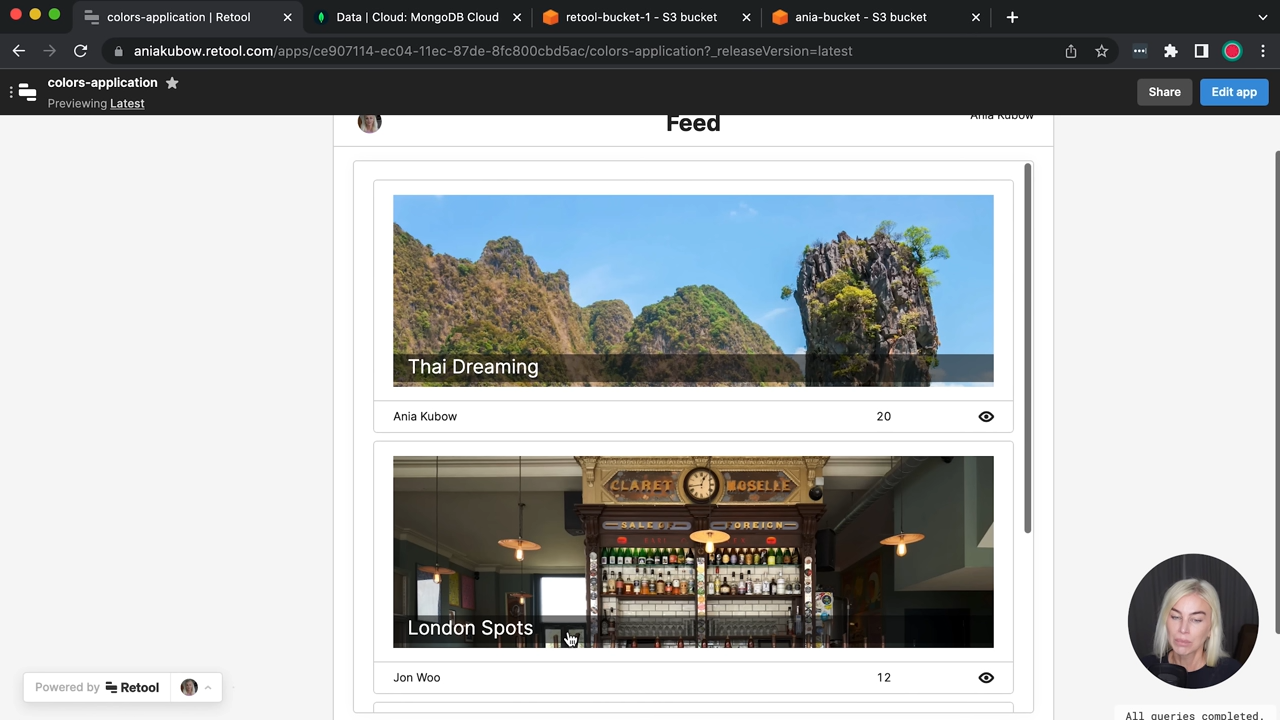 colors-application | Retool
Data | Cloud: MongoDB Cloud
retool-bucket-1 - S3 bucket
ania-bucket - S3 bucket
aniakubow.retool.com/apps/ce907114-ec04-11ec-87de-8fc800cbd5ac/colors-application?_releaseVersion=latest
colors-application
Previewing Latest
Share
Edit app
Feed
Ania Kubow
Thai Dreaming
Ania Kubow
20
CLARET
MOSELLE
SALE
FOREIGN
London Spots
Jon Woo
12
Powered by Retool
All queries completed.